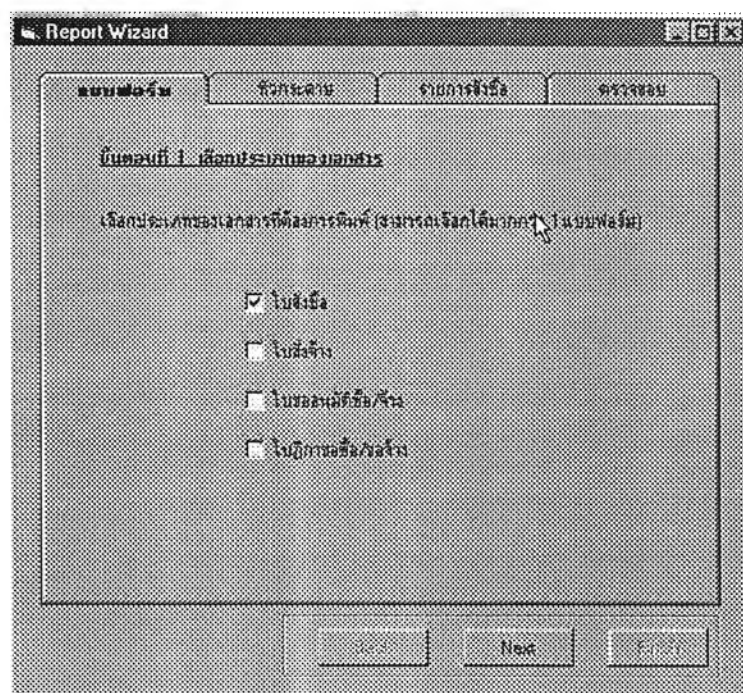 Report Wizard
แบบฟอร์ม หัวกระดาษ รายการสั่งซื้อ ตรวจสอบ
ขั้นตอนที่ 1 เลือกประเภทของเอกสาร
เลือกประเภทของเอกสารที่ต้องการพิมพ์ (สามารถเลือกได้มากกว่า 1 แบบฟอร์ม)
ใบสั่งซื้อ
ใบสั่งจ้าง
ใบขออนุมัติซื้อ/จ้าง
ใบฎีกาขอซื้อ/ขอจ้าง
Back Next Finish